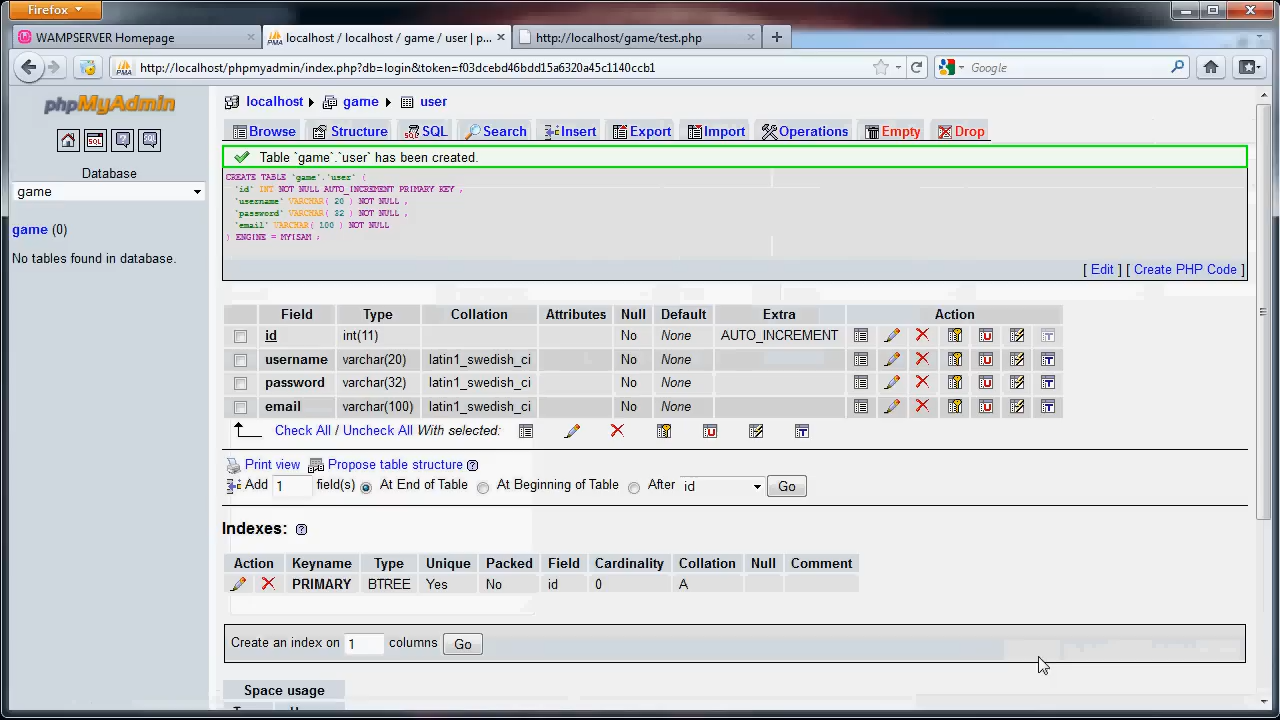 Firefox
WAMPSERVER Homepage
localhost / localhost / game / user | p...
http://localhost/game/test.php
http://localhost/phpmyadmin/index.php?db=login&token=f03dcebd46bdd15a6320a45c1140ccb1
Google
phpMyAdmin
localhost game user
Browse Structure SQL Search Insert Export Import Operations Empty Drop
Database
game
game (0)
No tables found in database.
Table `game`.`user` has been created.
CREATE TABLE `game`.`user` (
`id` INT NOT NULL AUTO_INCREMENT PRIMARY KEY ,
`username` VARCHAR( 20 ) NOT NULL ,
`password` VARCHAR( 32 ) NOT NULL ,
`email` VARCHAR( 100 ) NOT NULL
) ENGINE = MYISAM ;
[ Edit ] [ Create PHP Code ]
Field Type Collation Attributes Null Default Extra Action
id int(11) No None AUTO_INCREMENT
username varchar(20) latin1_swedish_ci No None
password varchar(32) latin1_swedish_ci No None
email varchar(100) latin1_swedish_ci No None
Check All / Uncheck All With selected:
Print view Propose table structure
Add 1 field(s) At End of Table At Beginning of Table After id Go
Indexes:
Action Keyname Type Unique Packed Field Cardinality Collation Null Comment
PRIMARY BTREE Yes No id 0 A
Create an index on 1 columns Go
Space usage